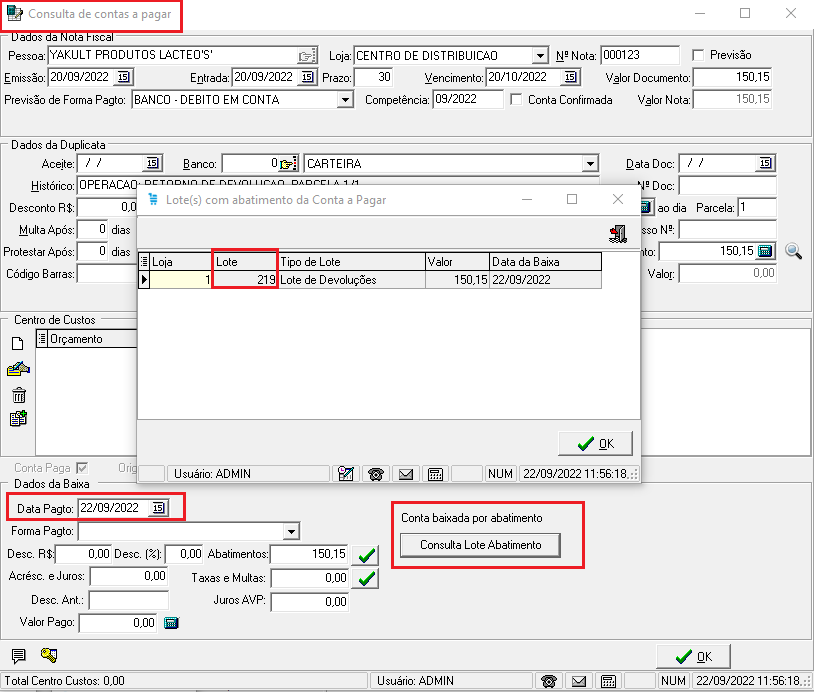 Consulta de contas a pagar
Dados da Nota Fiscal
Pessoa: YAKULT PRODUTOS LACTEO'S' Loja: CENTRO DE DISTRIBUICAO Nº Nota: 000123 Previsão
Emissão: 20/09/2022 15 Entrada: 20/09/2022 15 Prazo: 30 Vencimento: 20/10/2022 15 Valor Documento: 150,15
Previsão de Forma Pagto: BANCO - DEBITO EM CONTA Competência: 09/2022 Conta Confirmada Valor Nota: 150,15
Dados da Duplicata
Aceite: / / 15 Banco: 0 CARTEIRA Data Doc: / / 15
Histórico: OPERACAO: RETORNO DE DEVOLUCAO, PARCELA 1/1 Nº Doc:
Desconto R$: 0,0 ao dia Parcela: 1
Multa Após: 0 dias sso Nº:
Protestar Após: 0 dias nto: 150,15
Código Barras: Valor: 0,00
Lote(s) com abatimento da Conta a Pagar
Loja Lote Tipo de Lote Valor Data da Baixa
1 219 Lote de Devoluções 150,15 22/09/2022
OK
Usuário: ADMIN NUM 22/09/2022 11:56:18
Centro de Custos
Orçamento
Conta Paga Orig
Dados da Baixa
Data Pagto: 22/09/2022 15
Forma Pagto:
Desc. R$: 0,00 Desc. (%): 0,00 Abatimentos: 150,15
Acrésc. e Juros: 0,00 Taxas e Multas: 0,00
Desc. Ant.: Juros AVP: 0,00
Valor Pago: 0,00
Conta baixada por abatimento
Consulta Lote Abatimento
OK
Total Centro Custos: 0,00 Usuário: ADMIN NUM 22/09/2022 11:56:18